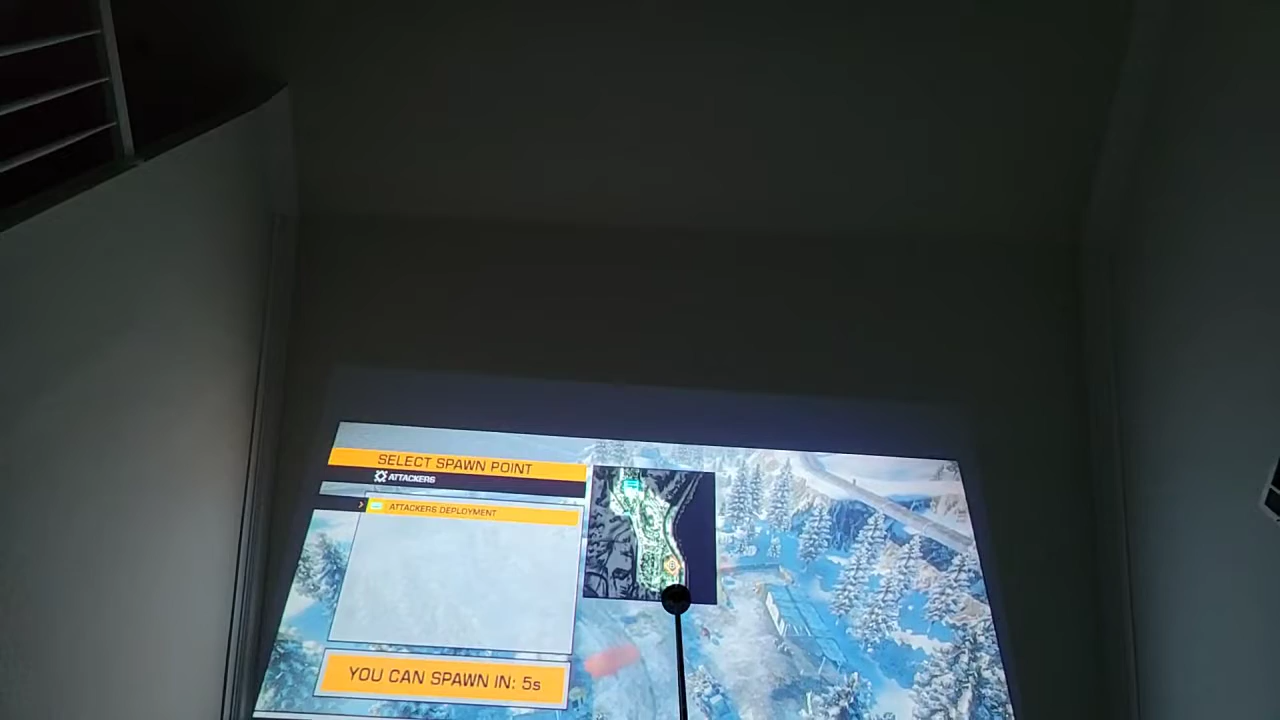 SELECT SPAWN POINT
ATTACKERS
ATTACKERS DEPLOYMENT
YOU CAN SPAWN IN: 5s